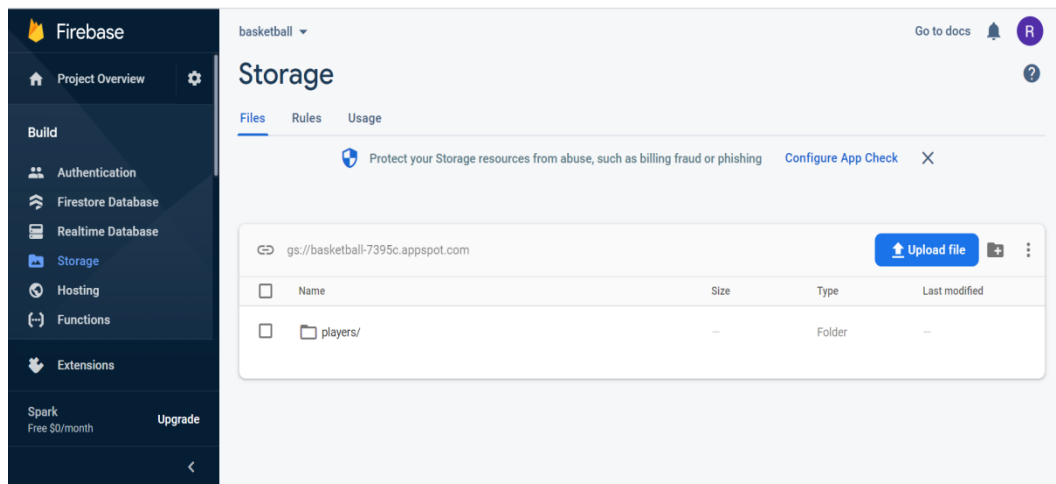 Firebase
Project Overview
Build
Authentication
Firestore Database
Realtime Database
Storage
Hosting
Functions
Extensions
Spark
Free $0/month
Upgrade
basketball
Go to docs
R
Storage
Files Rules Usage
Protect your Storage resources from abuse, such as billing fraud or phishing Configure App Check
gs://basketball-7395c.appspot.com
Upload file
Name Size Type Last modified
players/ — Folder —